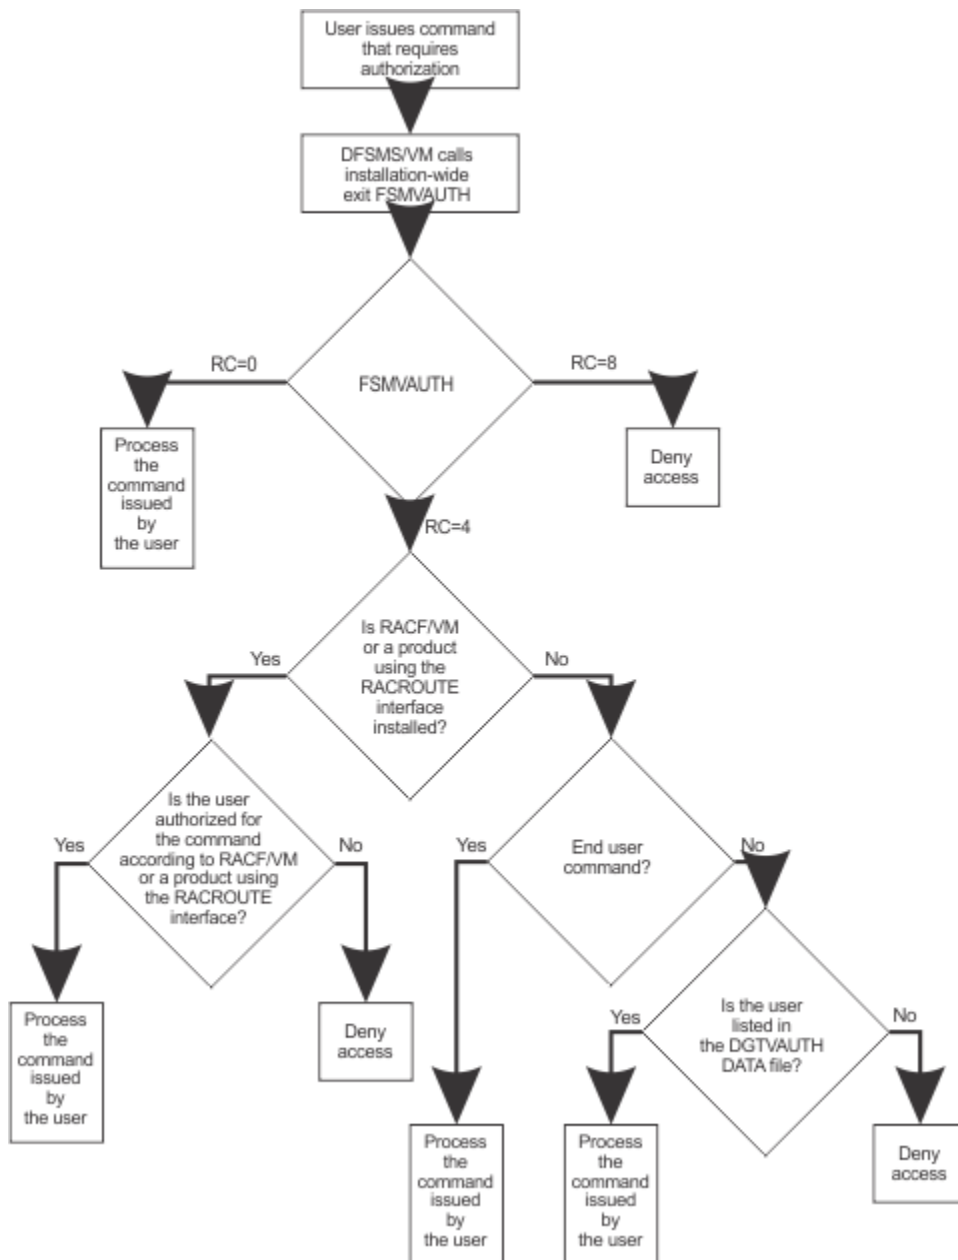 User issues command
that requires
authorization
DFSMS/VM calls
installation-wide
exit FSMVAUTH
RC=0
FSMVAUTH
RC=8
Process
the
command
issued
by
the user
Deny
access
RC=4
Is RACF/VM
or a product
using the
RACROUTE
interface
installed?
Yes
No
Is the user
authorized for
the command
according to RACF/VM
or a product using
the RACROUTE
interface?
Yes
No
End user
command?
Yes
No
Process
the
command
issued
by
the user
Deny
access
Is the user
listed in
the DGTVAUTH
DATA file?
Yes
No
Process
the
command
issued
by
the user
Process
the
command
issued
by
the user
Deny
access